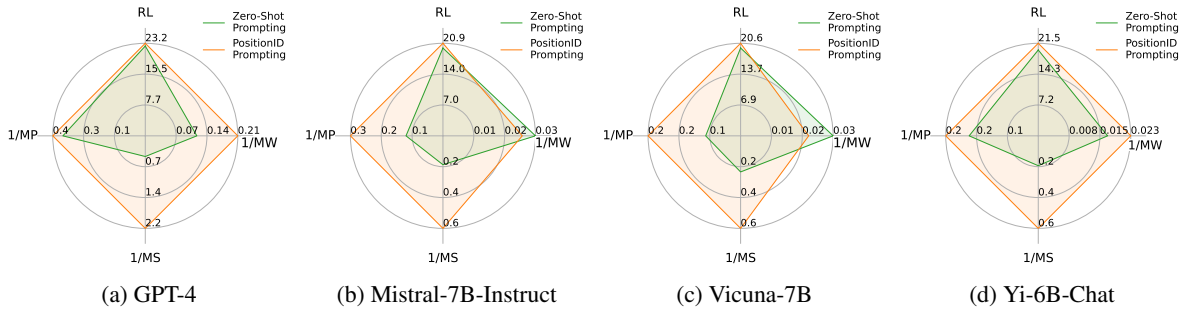 RL
Zero-Shot
Prompting
PositionID
Prompting
23.2
15.5
7.7
1/MP
0.4
0.3
0.1
0.07
0.14
0.21
1/MW
0.7
1.4
2.2
1/MS
(a) GPT-4
RL
Zero-Shot
Prompting
PositionID
Prompting
20.9
14.0
7.0
1/MP
0.3
0.2
0.1
0.01
0.02
0.03
1/MW
0.2
0.4
0.6
1/MS
(b) Mistral-7B-Instruct
RL
Zero-Shot
Prompting
PositionID
Prompting
20.6
13.7
6.9
1/MP
0.2
0.2
0.1
0.01
0.02
0.03
1/MW
0.2
0.4
0.6
1/MS
(c) Vicuna-7B
RL
Zero-Shot
Prompting
PositionID
Prompting
21.5
14.3
7.2
1/MP
0.2
0.2
0.1
0.008
0.015
0.023
1/MW
0.2
0.4
0.6
1/MS
(d) Yi-6B-Chat